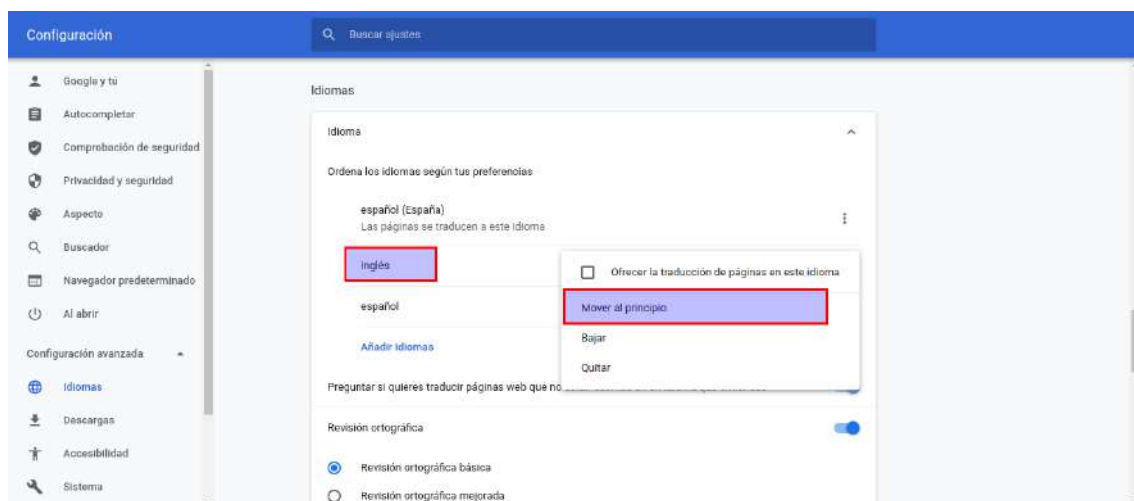 Configuración
Buscar ajustes
Google y tú
Autocompletar
Comprobación de seguridad
Privacidad y seguridad
Aspecto
Buscador
Navegador predeterminado
Al abrir
Configuración avanzada
Idiomas
Descargas
Accesibilidad
Sistema
Idiomas
Idioma
Ordena los idiomas según tus preferencias
español (España)
Las páginas se traducen a este idioma
inglés
español
Añadir idiomas
Ofrecer la traducción de páginas en este idioma
Mover al principio
Bajar
Quitar
Preguntar si quieres traducir páginas web que no
Revisión ortográfica
Revisión ortográfica básica
Revisión ortográfica mejorada